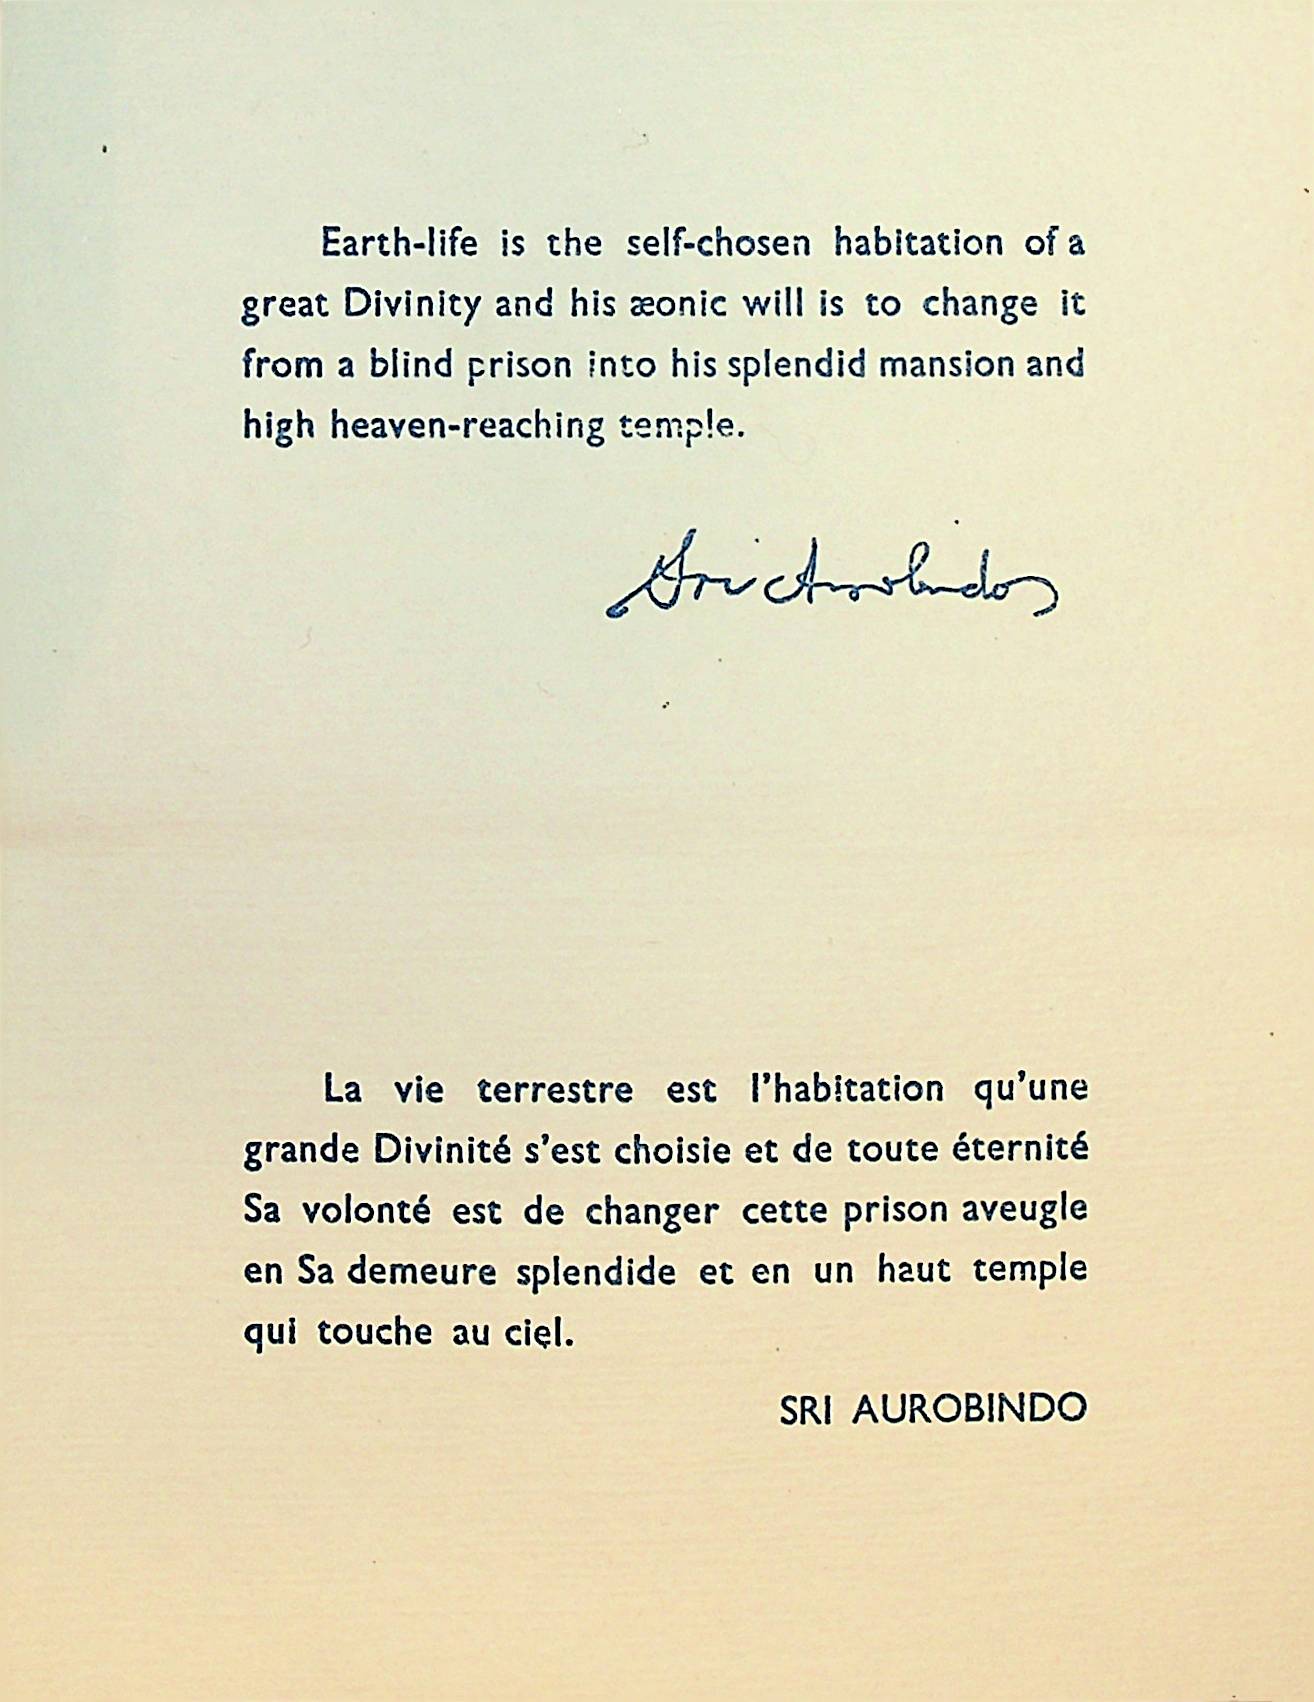 Earth-life is the self-chosen habitation of a
great Divinity and his æonic will is to change it
from a blind prison into his splendid mansion and
high heaven-reaching temple.
Sri Aurobindo
La vie terrestre est l’habitation qu’une
grande Divinité s’est choisie et de toute éternité
Sa volonté est de changer cette prison aveugle
en Sa demeure splendide et en un haut temple
qui touche au ciel.
SRI AUROBINDO